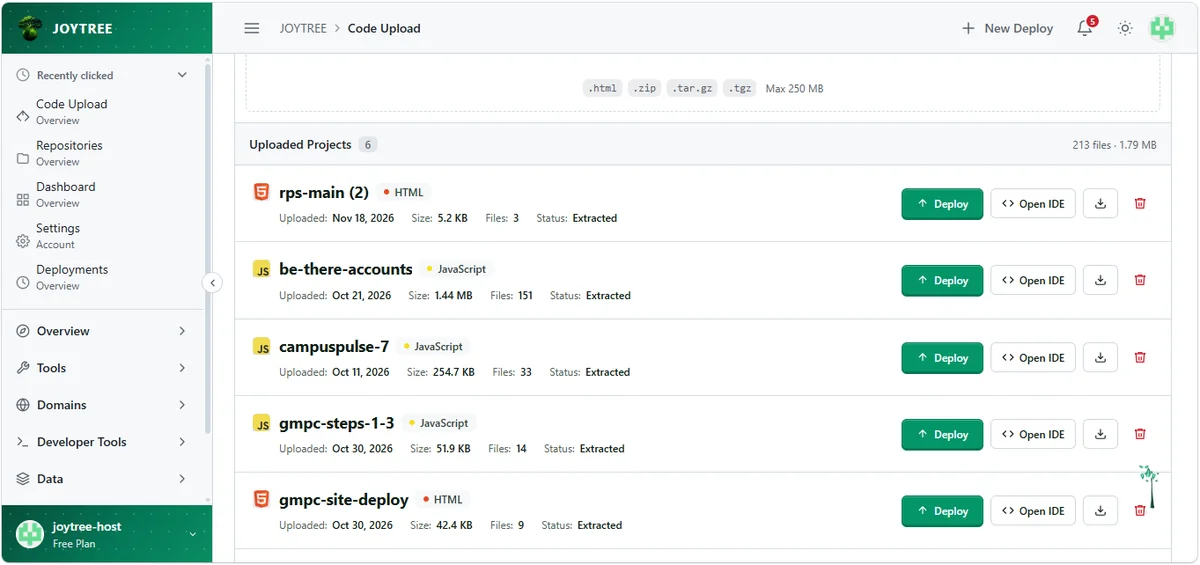 JOYTREE
JOYTREE > Code Upload
New Deploy
5
Recently clicked
Code Upload
Overview
Repositories
Overview
Dashboard
Overview
Settings
Account
Deployments
Overview
Overview
Tools
Domains
Developer Tools
Data
joytree-host
Free Plan
.html .zip .tar.gz .tgz Max 250 MB
Uploaded Projects 6 213 files · 1.79 MB
rps-main (2) HTML
Uploaded: Nov 18, 2026 Size: 5.2 KB Files: 3 Status: Extracted
Deploy Open IDE
JS be-there-accounts JavaScript
Uploaded: Oct 21, 2026 Size: 1.44 MB Files: 151 Status: Extracted
Deploy Open IDE
JS campuspulse-7 JavaScript
Uploaded: Oct 11, 2026 Size: 254.7 KB Files: 33 Status: Extracted
Deploy Open IDE
JS gmpc-steps-1-3 JavaScript
Uploaded: Oct 30, 2026 Size: 51.9 KB Files: 14 Status: Extracted
Deploy Open IDE
gmpc-site-deploy HTML
Uploaded: Oct 30, 2026 Size: 42.4 KB Files: 9 Status: Extracted
Deploy Open IDE